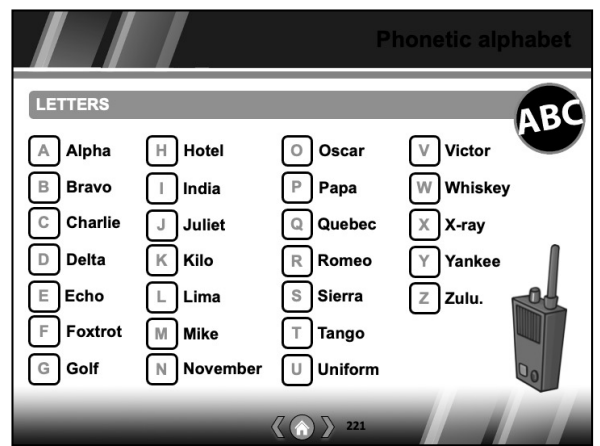 Phonetic alphabet
LETTERS
ABC
A Alpha
B Bravo
C Charlie
D Delta
E Echo
F Foxtrot
G Golf
H Hotel
I India
J Juliet
K Kilo
L Lima
M Mike
N November
O Oscar
P Papa
Q Quebec
R Romeo
S Sierra
T Tango
U Uniform
V Victor
W Whiskey
X X-ray
Y Yankee
Z Zulu.
221